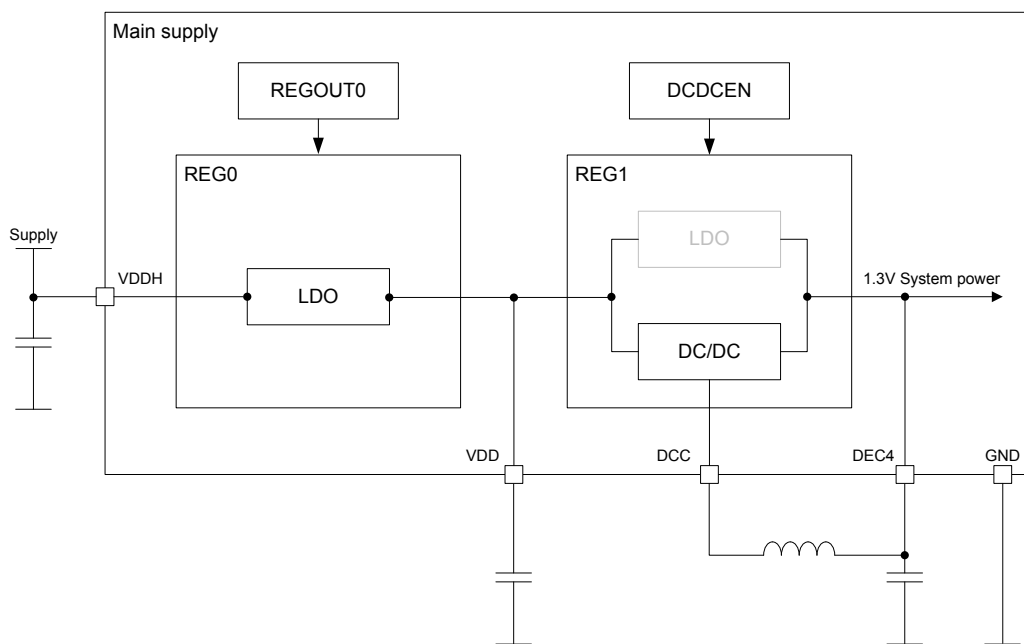 Main supply
REGOUT0
DCDCEN
REG0
REG1
Supply
VDDH
LDO
LDO
1.3V System power
DC/DC
VDD
DCC
DEC4
GND